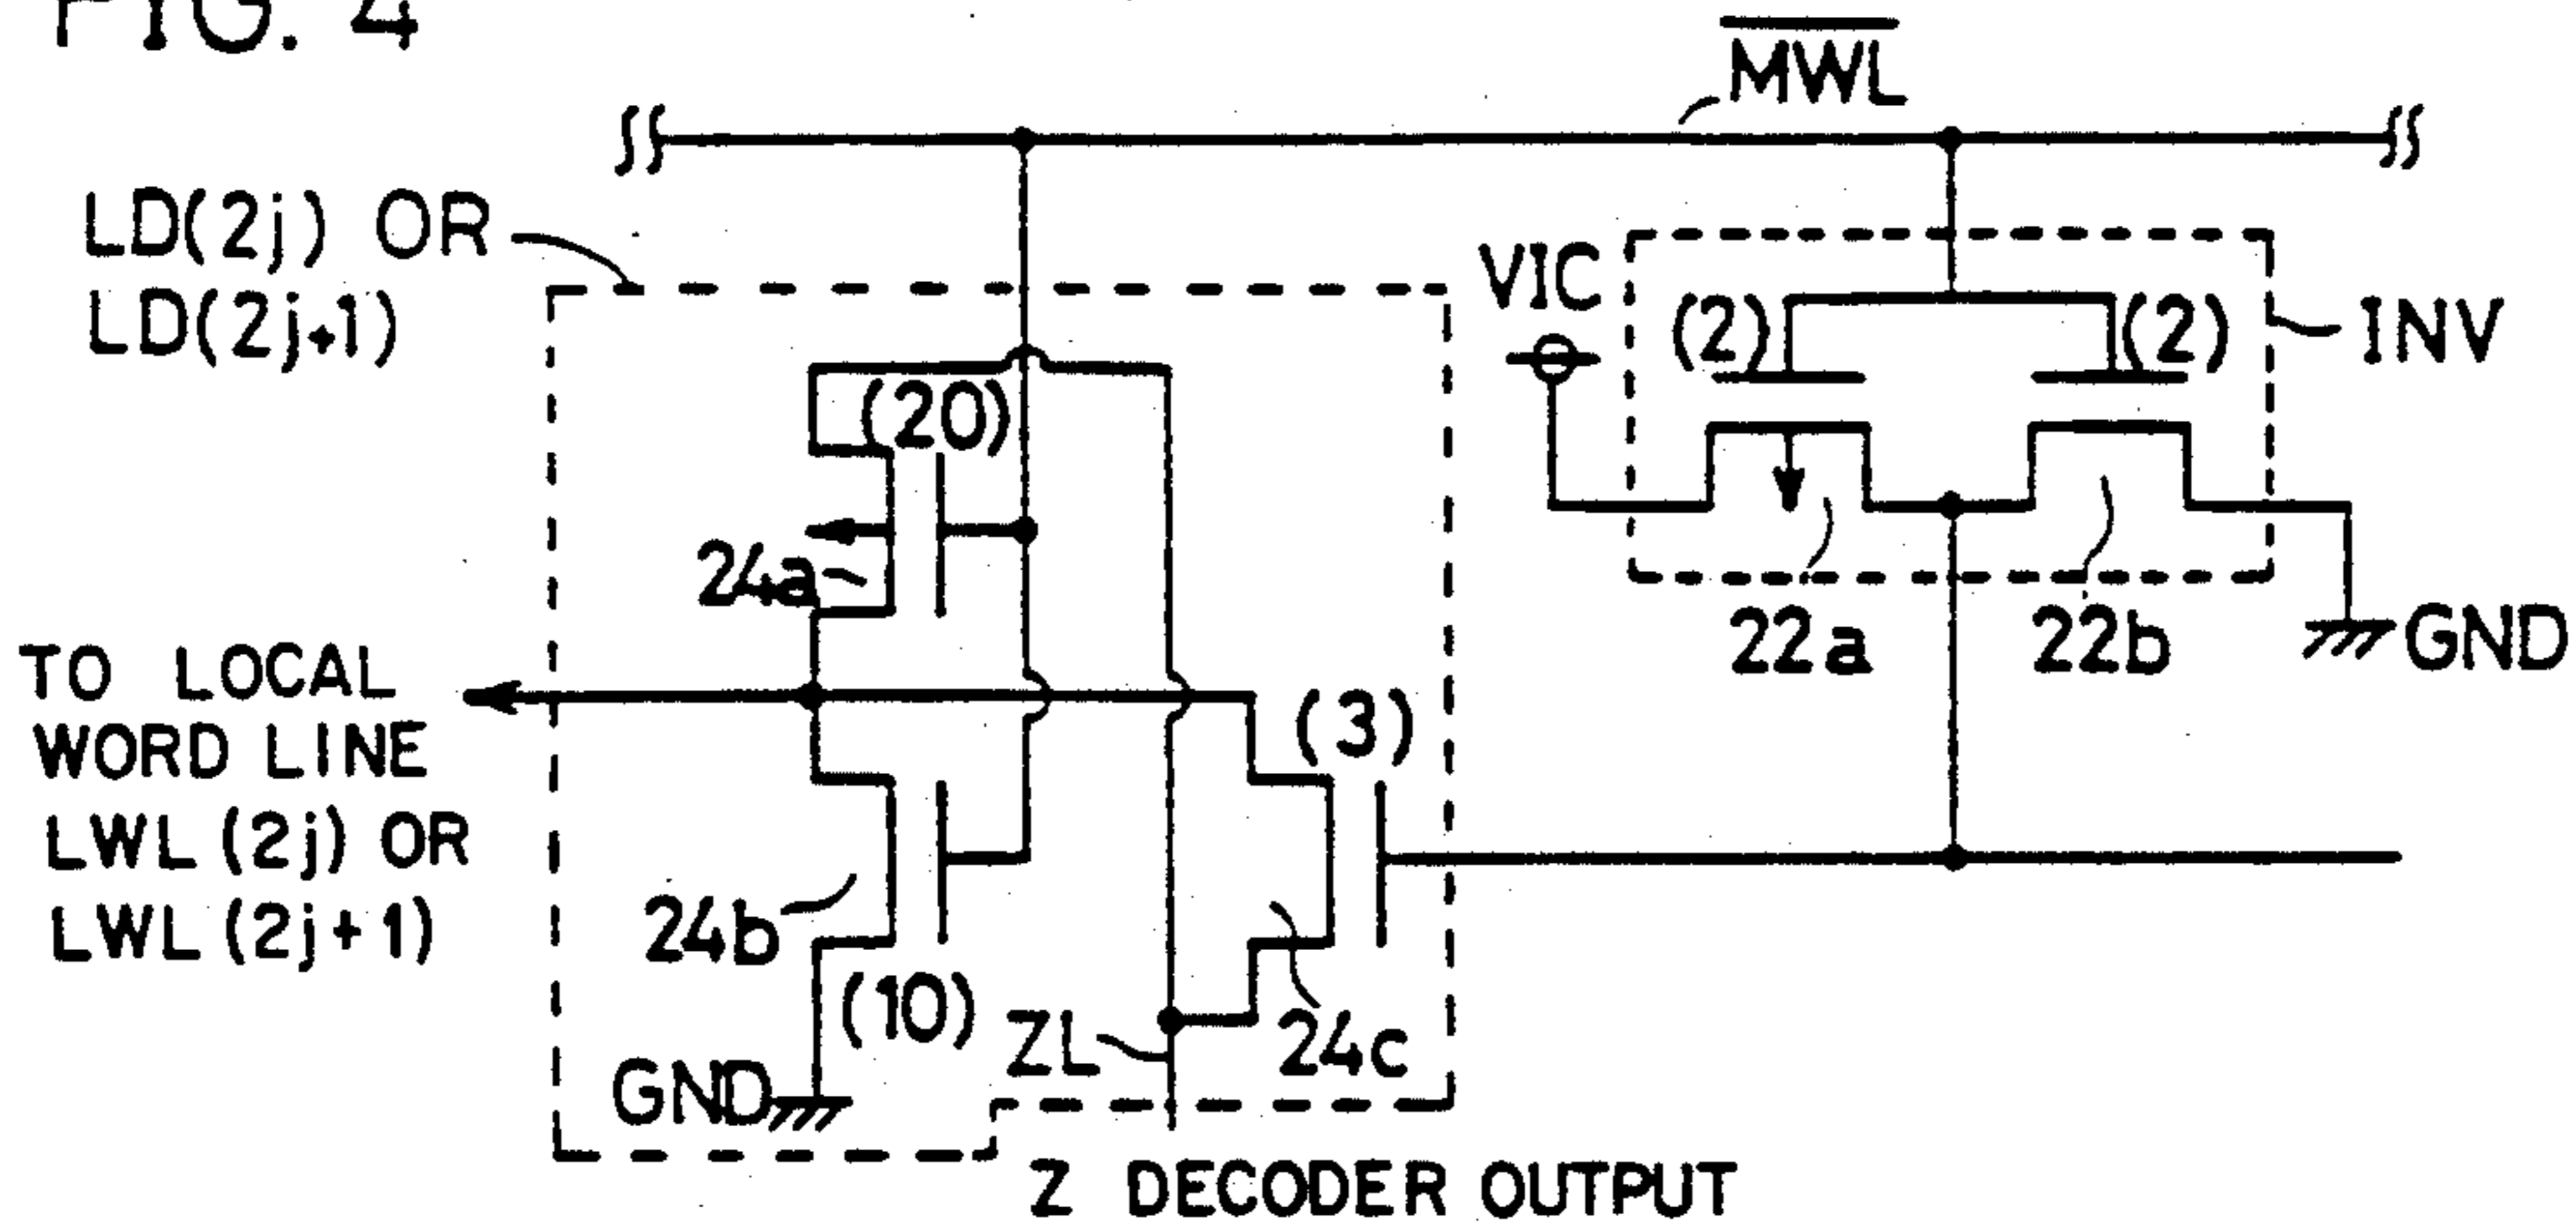 FIG. 4
MWL
LD(2j) OR
LD(2j+1)
VIC
(2)
(2)
INV
(20)
24a
22a
22b
GND
TO LOCAL
WORD LINE
LWL (2j) OR
LWL (2j+1)
(3)
24b
(10)
ZL
24c
GND
Z DECODER OUTPUT